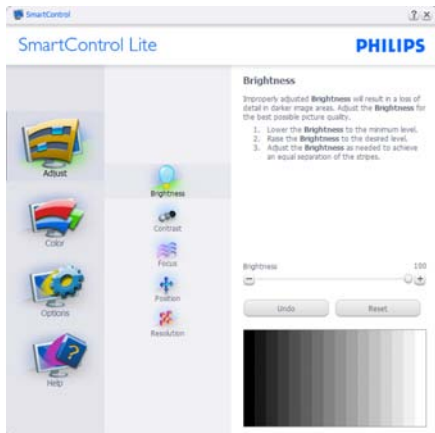 SmartControl
SmartControl Lite
PHILIPS
Adjust
Color
Options
Help
Brightness
Contrast
Focus
Position
Resolution
Brightness
Improperly adjusted Brightness will result in a loss of
detail in darker image areas. Adjust the Brightness for
the best possible picture quality.
1. Lower the Brightness to the minimum level.
2. Raise the Brightness to the desired level.
3. Adjust the Brightness as needed to achieve
an equal separation of the stripes.
Brightness 100
Undo Reset